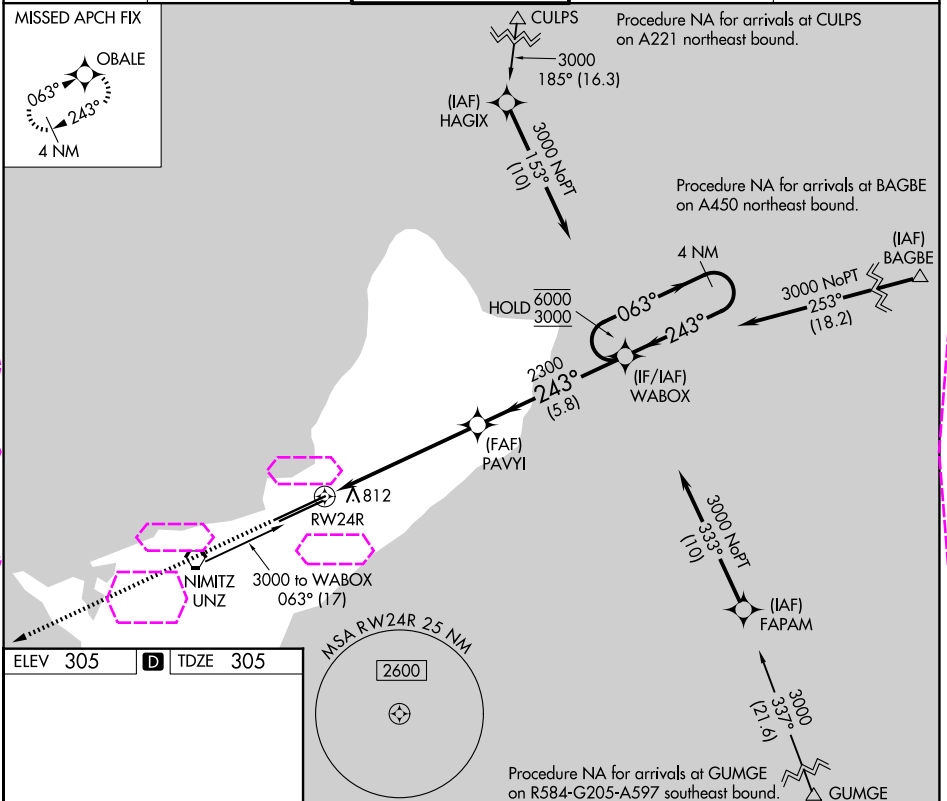 MISSED APCH FIX
OBALE
063°
243°
4 NM
CULPS
3000
185° (16.3)
Procedure NA for arrivals at CULPS
on A221 northeast bound.
(IAF)
HAGIX
3000 NoPT
153°
(10)
Procedure NA for arrivals at BAGBE
on A450 northeast bound.
(IAF)
BAGBE
3000 NoPT
253°
(18.2)
4 NM
HOLD
6000
3000
063°
243°
(IF/IAF)
WABOX
2300
243°
(5.8)
(FAF)
PAVYI
812
RW24R
NIMITZ
UNZ
3000 to WABOX
063° (17)
3000 NoPT
333°
(10)
(IAF)
FAPAM
ELEV 305
D
TDZE 305
MSA RW24R 25 NM
2600
3000
337°
(21.6)
Procedure NA for arrivals at GUMGE
on R584-G205-A597 southeast bound.
GUMGE